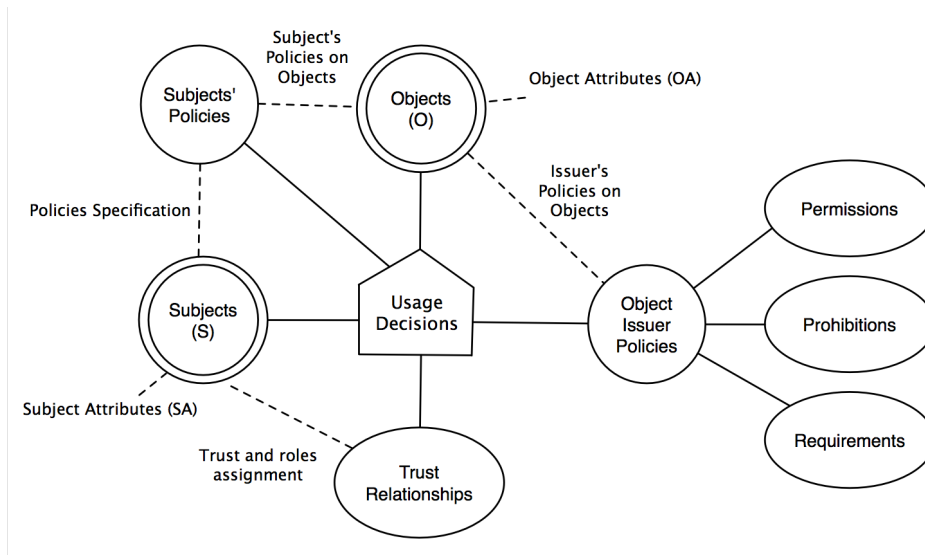 Subject's
Policies on
Objects
Subjects'
Policies
Objects
(O)
Object Attributes (OA)
Issuer's
Policies on
Objects
Permissions
Policies Specification
Subjects
(S)
Usage
Decisions
Object
Issuer
Policies
Prohibitions
Subject Attributes (SA)
Trust and roles
assignment
Trust
Relationships
Requirements